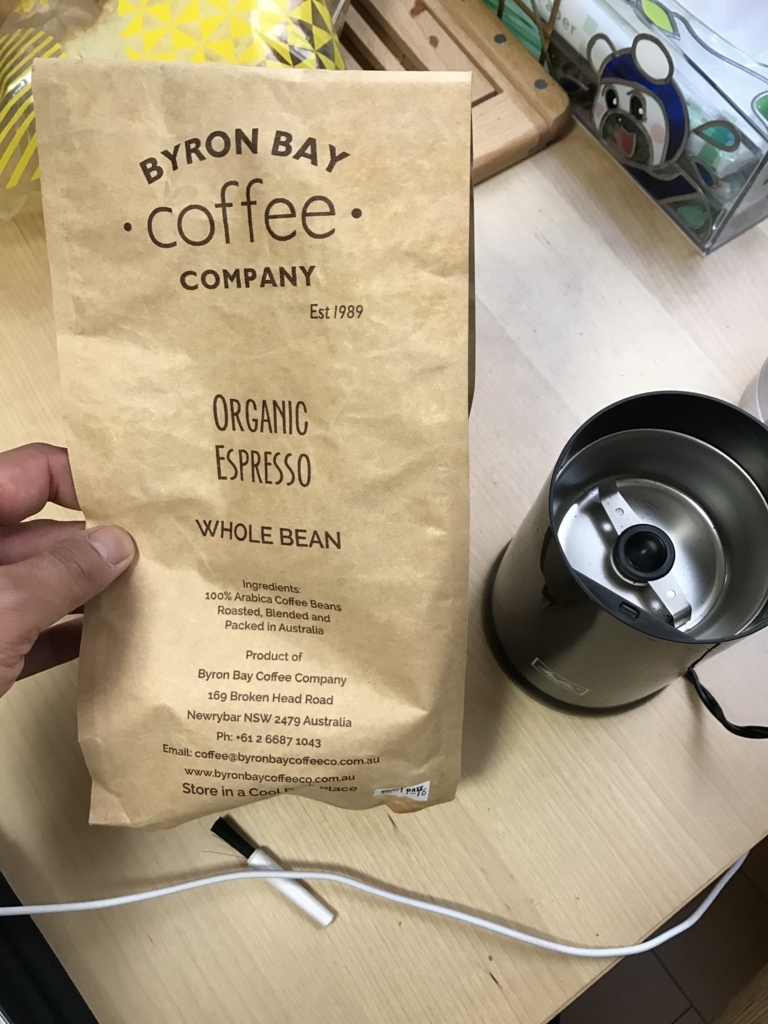 BYRON BAY
• coffee •
COMPANY
Est 1989
ORGANIC
ESPRESSO
WHOLE BEAN
Ingredients:
100% Arabica Coffee Beans
Roasted, Blended and
Packed in Australia
Product of
Byron Bay Coffee Company
169 Broken Head Road
Newrybar NSW 2479 Australia
Ph: +61 2 6687 1043
Email: coffee@byronbaycoffeeco.com.au
www.byronbaycoffeeco.com.au
Store in a Cool Place